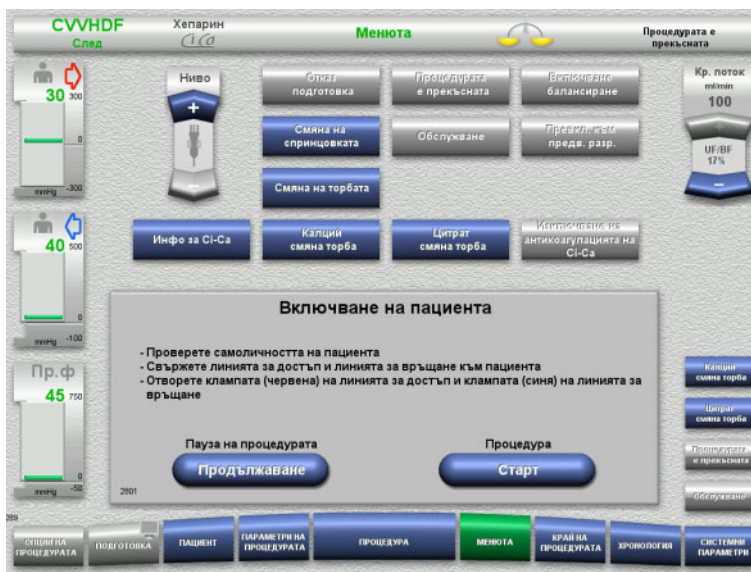 CVVHDF
След
Хепарин
Ci Ca
Менюта
Процедурата е
прекъсната
30 300
0
mmHg -300
40 500
0
mmHg -100
Пр.ф
45 750
0
mmHg -50
Ниво
+
−
Отказ
подготовка
Процедурата
е прекъсната
Включване
балансиране
Смяна на
спринцовката
Обслужване
Превкл. към
предв. разр.
Смяна на торбата
Инфо за Ci-Ca
Калций
смяна торба
Цитрат
смяна торба
Изключване на
антикоагулацията на
Ci-Ca
Кр. поток
ml/min
100
+
UF/BF
17%
−
Включване на пациента
- Проверете самоличността на пациента
- Свържете линията за достъп и линията за връщане към пациента
- Отворете клампата (червена) на линията за достъп и клампата (синя) на линията за
връщане
Пауза на процедурата
Продължаване
Процедура
Старт
2601
Калций
смяна торба
Цитрат
смяна торба
Процедурата
е прекъсната
Обслужване
ОПЦИИ НА
ПРОЦЕДУРАТА
ПОДГОТОВКА
ПАЦИЕНТ
ПАРАМЕТРИ НА
ПРОЦЕДУРАТА
ПРОЦЕДУРА
МЕНЮТА
КРАЙ НА
ПРОЦЕДУРАТА
ХРОНОЛОГИЯ
СИСТЕМНИ
ПАРАМЕТРИ